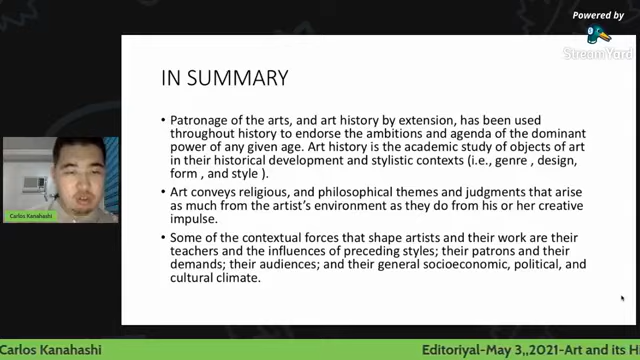 Powered by
StreamYard
IN SUMMARY
• Patronage of the arts, and art history by extension, has been used
throughout history to endorse the ambitions and agenda of the dominant
power of any given age. Art history is the academic study of objects of art
in their historical development and stylistic contexts (i.e., genre , design,
form , and style ).
• Art conveys religious, and philosophical themes and judgments that arise
as much from the artist's environment as they do from his or her creative
impulse.
• Some of the contextual forces that shape artists and their work are their
teachers and the influences of preceding styles; their patrons and their
demands; their audiences; and their general socioeconomic, political, and
cultural climate.
Carlos Kanahashi
Carlos Kanahashi
Editoriyal-May 3,,2021-Art and its H